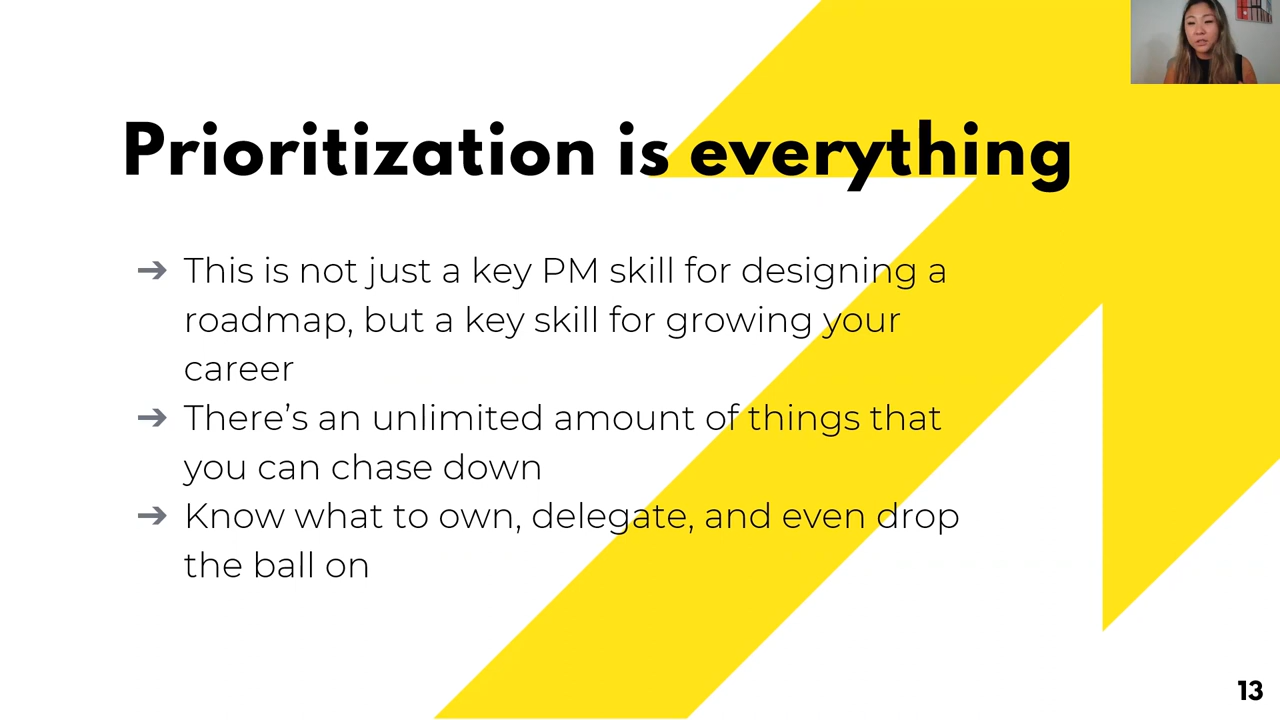 Prioritization is everything
➔ This is not just a key PM skill for designing a
roadmap, but a key skill for growing your
career
➔ There’s an unlimited amount of things that
you can chase down
➔ Know what to own, delegate, and even drop
the ball on
13